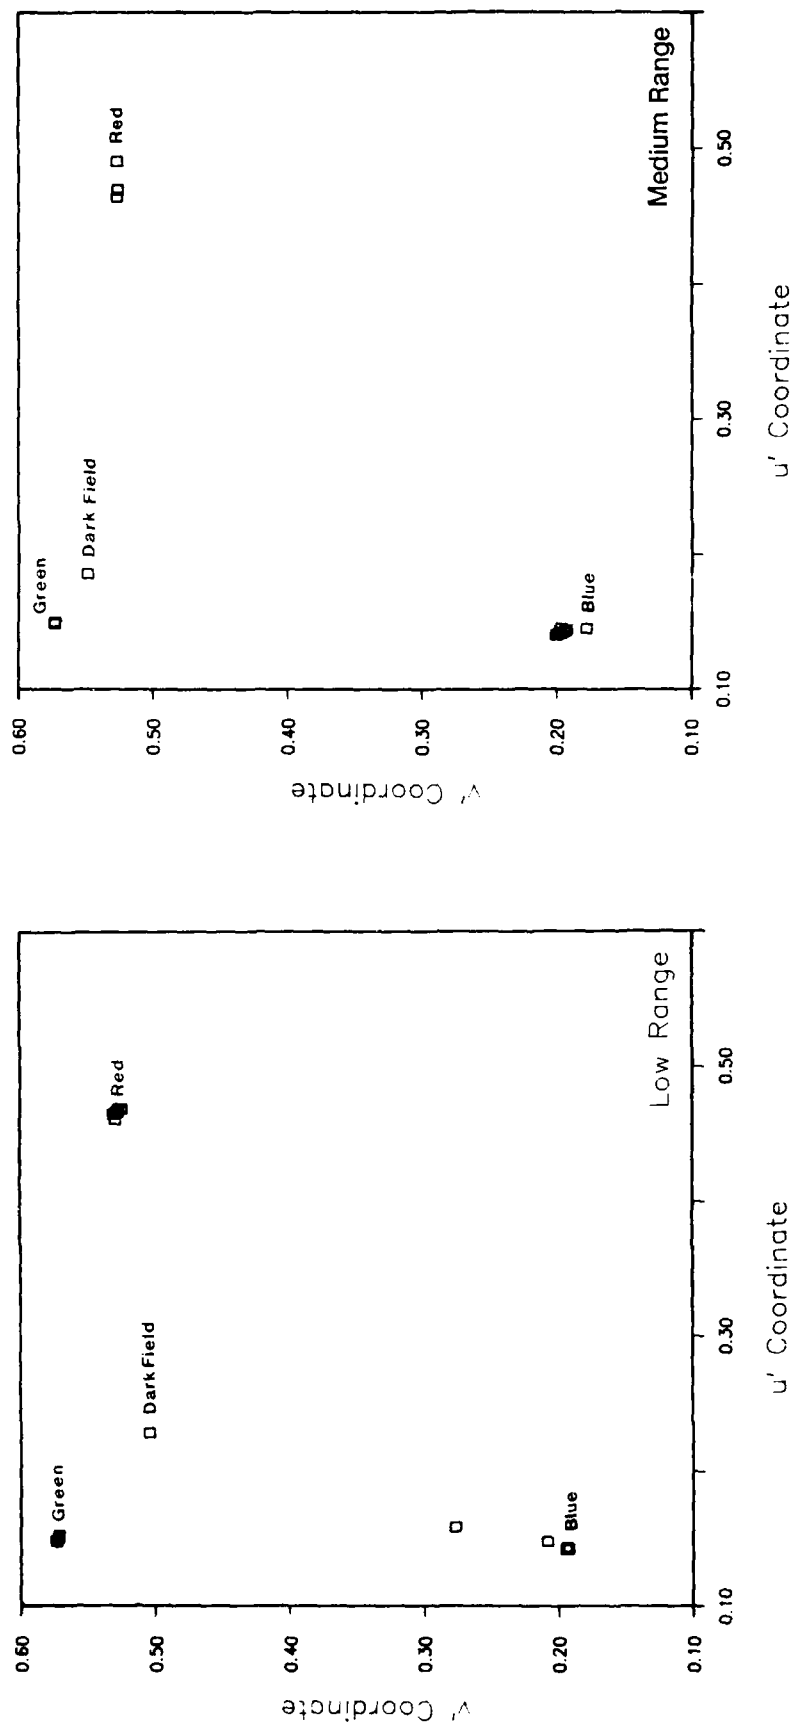 v' Coordinate
0.60
0.50
0.40
0.30
0.20
0.10
Green
Dark Field
Red
Blue
Low Range
0.10
0.30
0.50
u' Coordinate
v' Coordinate
0.60
0.50
0.40
0.30
0.20
0.10
Green
Dark Field
Red
Blue
Medium Range
0.10
0.30
0.50
u' Coordinate